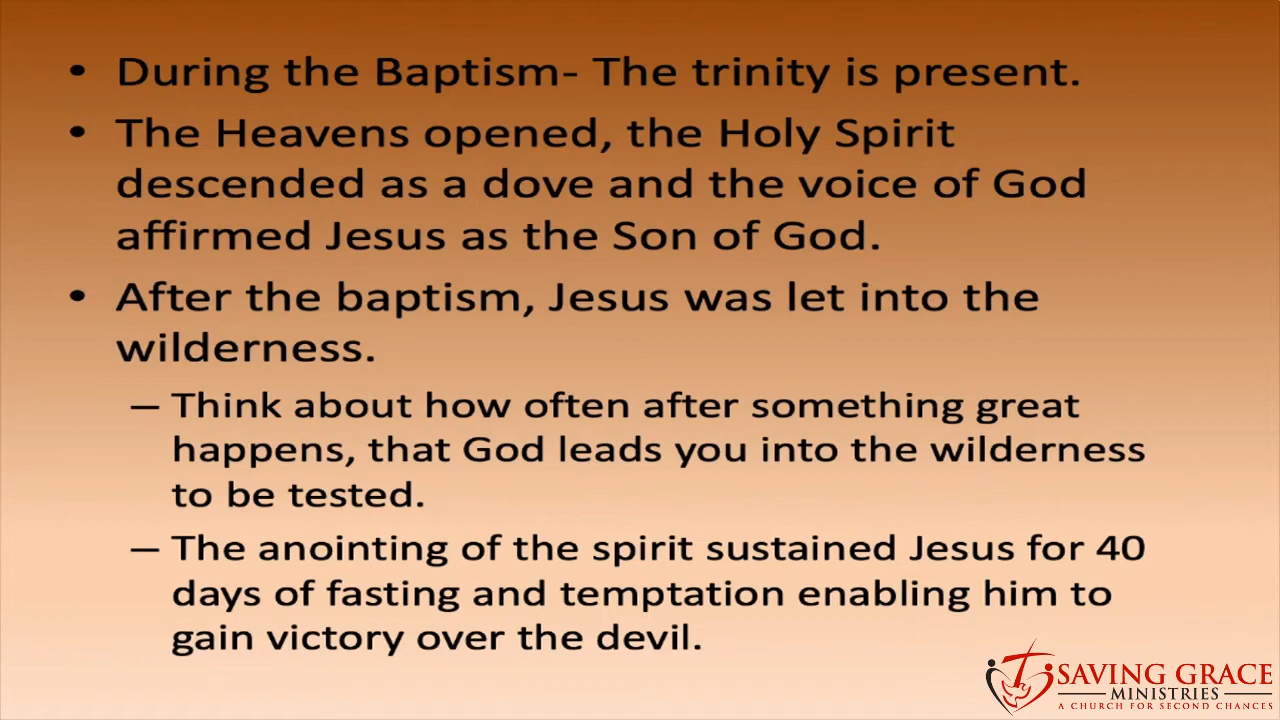 • During the Baptism- The trinity is present.
• The Heavens opened, the Holy Spirit
descended as a dove and the voice of God
affirmed Jesus as the Son of God.
• After the baptism, Jesus was let into the
wilderness.
– Think about how often after something great
happens, that God leads you into the wilderness
to be tested.
– The anointing of the spirit sustained Jesus for 40
days of fasting and temptation enabling him to
gain victory over the devil.
SAVING GRACE
MINISTRIES
A CHURCH FOR SECOND CHANCES